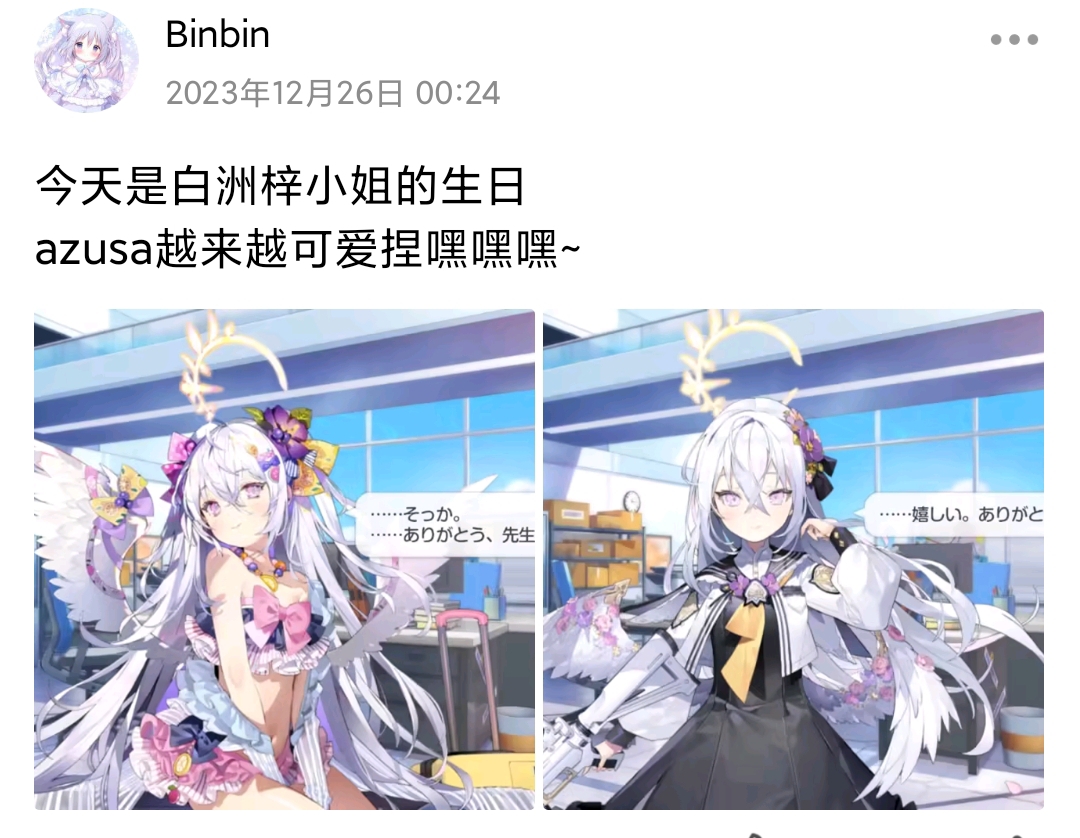 Binbin
2023年12月26日 00:24
今天是白洲梓小姐的生日
azusa越来越可爱捏嘿嘿嘿~
……そっか。
……ありがとう、先生
……嬉しい。ありがと